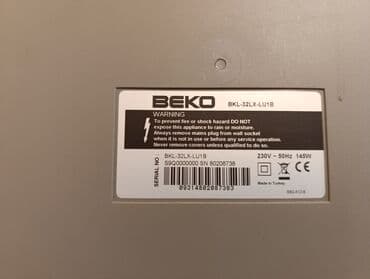 BEKO BKL-32LX-LU1B
WARNING
To prevent fire or shock hazard DO NOT
expose this appliance to rain or moisture.
Always remove mains plug from wall socket
when it is not in use or before any service operation.
Never remove covers unless qualified to do so.
SERIAL NO:
BKL-32LX-LU1B
S9Q0000000 SN 80208738
230V ~ 50Hz 145W
Made in Turkey